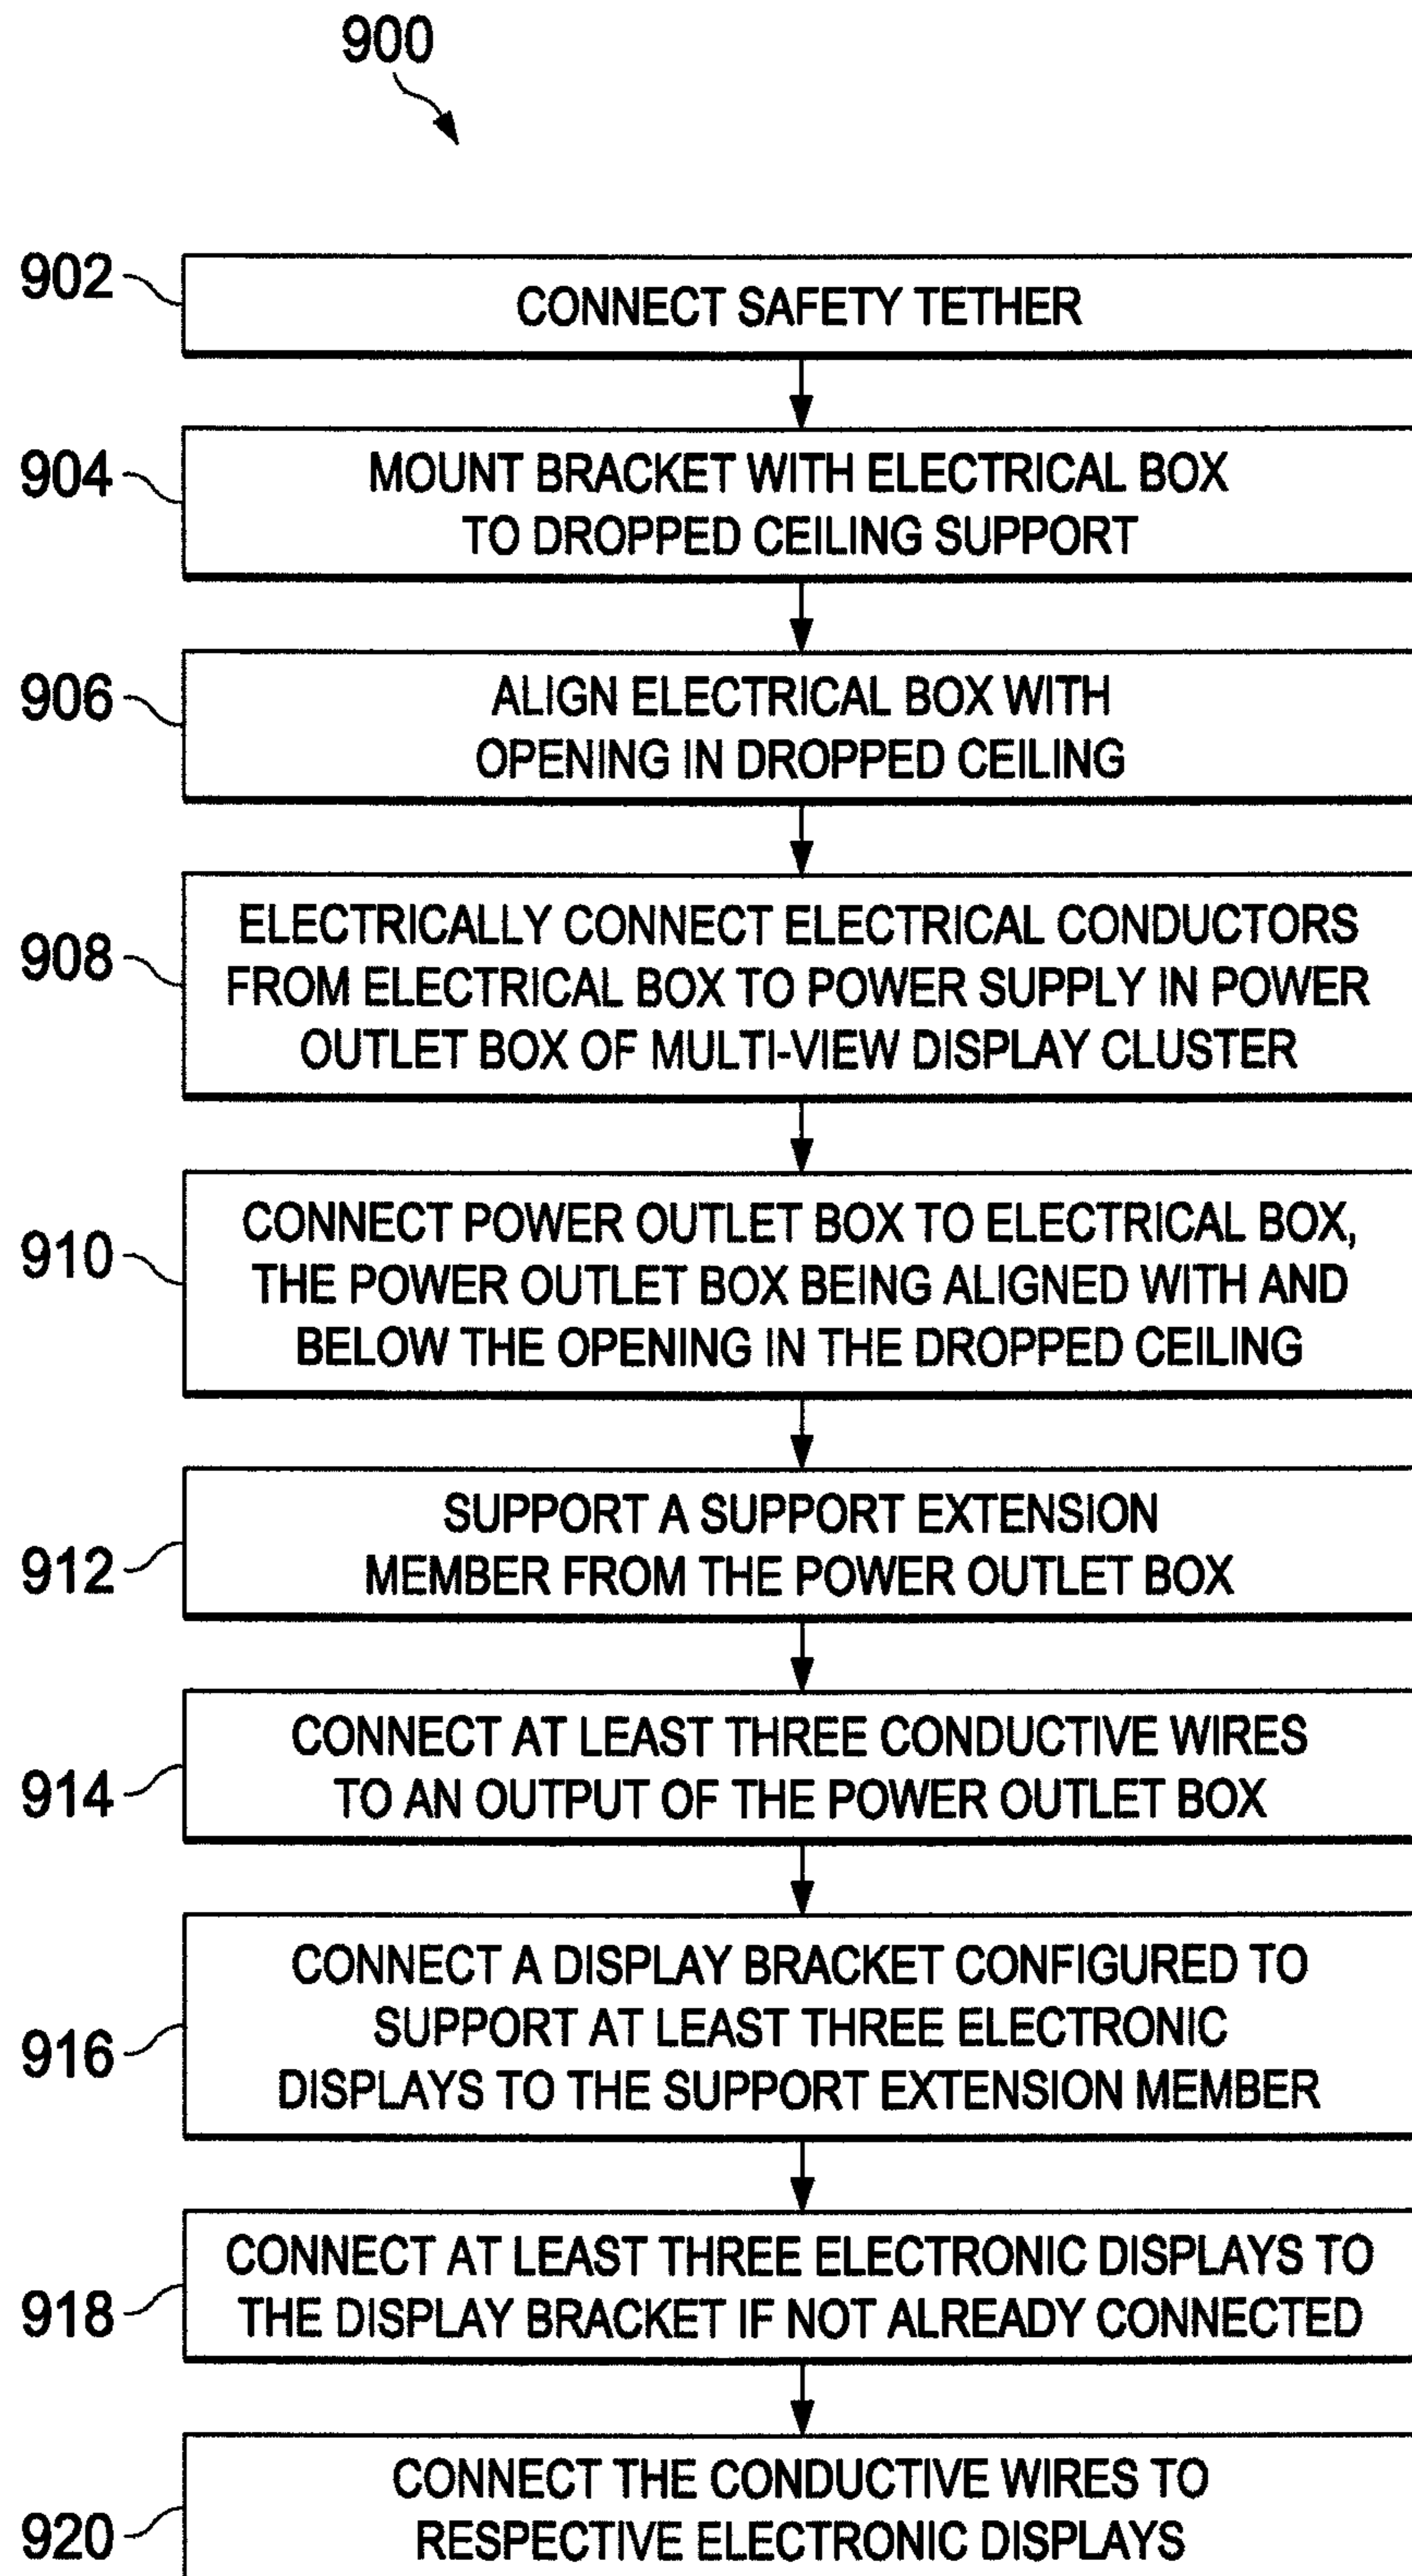 900
902
CONNECT SAFETY TETHER
904
MOUNT BRACKET WITH ELECTRICAL BOX
TO DROPPED CEILING SUPPORT
906
ALIGN ELECTRICAL BOX WITH
OPENING IN DROPPED CEILING
908
ELECTRICALLY CONNECT ELECTRICAL CONDUCTORS
FROM ELECTRICAL BOX TO POWER SUPPLY IN POWER
OUTLET BOX OF MULTI-VIEW DISPLAY CLUSTER
910
CONNECT POWER OUTLET BOX TO ELECTRICAL BOX,
THE POWER OUTLET BOX BEING ALIGNED WITH AND
BELOW THE OPENING IN THE DROPPED CEILING
912
SUPPORT A SUPPORT EXTENSION
MEMBER FROM THE POWER OUTLET BOX
914
CONNECT AT LEAST THREE CONDUCTIVE WIRES
TO AN OUTPUT OF THE POWER OUTLET BOX
916
CONNECT A DISPLAY BRACKET CONFIGURED TO
SUPPORT AT LEAST THREE ELECTRONIC
DISPLAYS TO THE SUPPORT EXTENSION MEMBER
918
CONNECT AT LEAST THREE ELECTRONIC DISPLAYS TO
THE DISPLAY BRACKET IF NOT ALREADY CONNECTED
920
CONNECT THE CONDUCTIVE WIRES TO
RESPECTIVE ELECTRONIC DISPLAYS